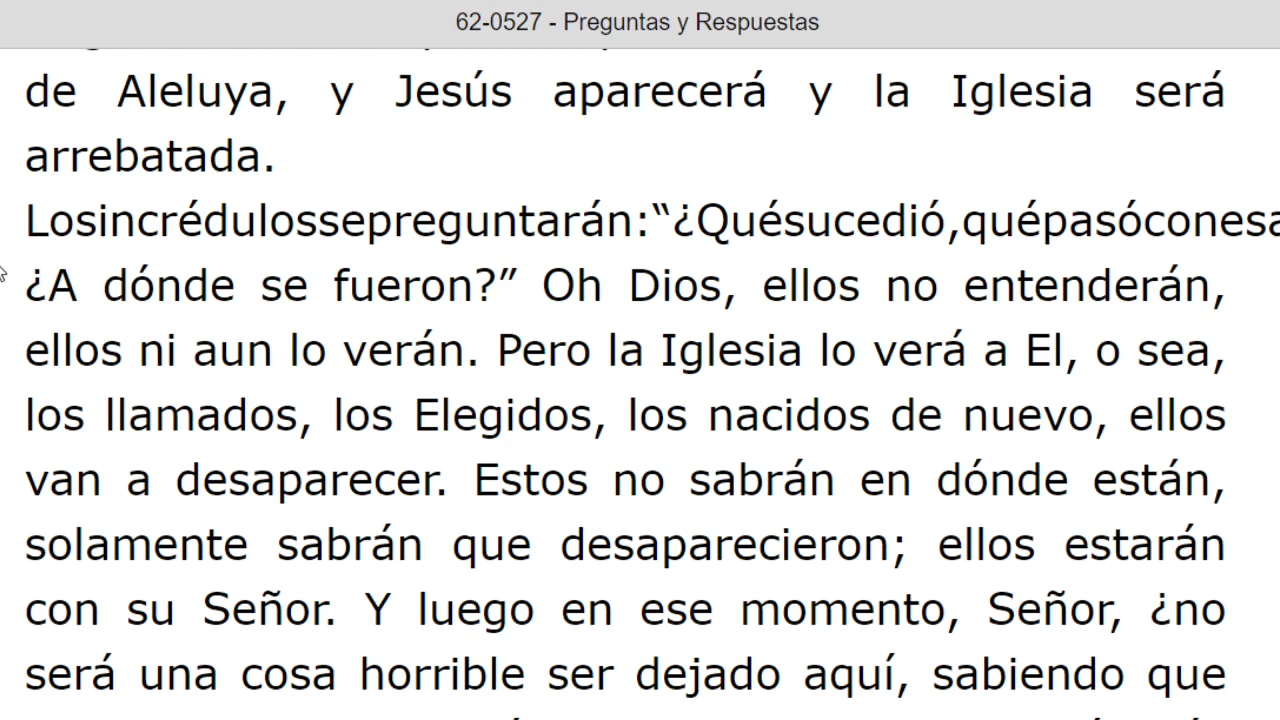 62-0527 - Preguntas y Respuestas
de Aleluya, y Jesús aparecerá y la Iglesia será
arrebatada.
Losincrédulossepreguntarán:“¿Quésucedió,quépasóconesa
¿A dónde se fueron?” Oh Dios, ellos no entenderán,
ellos ni aun lo verán. Pero la Iglesia lo verá a El, o sea,
los llamados, los Elegidos, los nacidos de nuevo, ellos
van a desaparecer. Estos no sabrán en dónde están,
solamente sabrán que desaparecieron; ellos estarán
con su Señor. Y luego en ese momento, Señor, ¿no
será una cosa horrible ser dejado aquí, sabiendo que